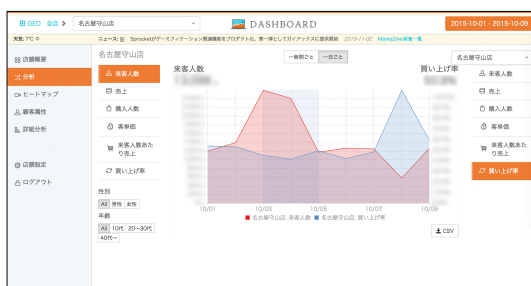 GEO 全店 > 名古屋守山店
DASHBOARD
2015-10-01 - 2015-10-09
天気: 7℃
ニュース: Sprocketがゲーミフィケーション関連機能をプロダクト化、第一弾としてガイアックスに提供開始 2015-11-02 MarkeZine新着一覧
店舗概要
分析
ヒートマップ
顧客属性
詳細分析
店舗設定
ログアウト
名古屋守山店
来客人数
売上
購入人数
客単価
来客人数あた
り売上
買い上げ率
性別
All 男性 女性
年齢
All 10代 20〜30代
40代〜
一時間ごと 一日ごと
来客人数
買い上げ率
10/01 10/03 10/05 10/07 10/09
名古屋守山店: 来客人数 名古屋守山店: 買い上げ率
CSV
名古屋守山店
来客人数
売上
購入人数
客単価
来客人数あた
り売上
買い上げ率